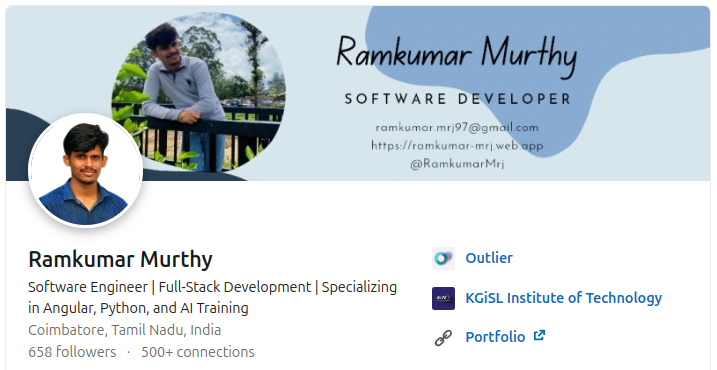 Ramkumar Murthy
SOFTWARE DEVELOPER
ramkumar.mrj97@gmail.com
https://ramkumar-mrj.web.app
@RamkumarMrj
Ramkumar Murthy
Software Engineer | Full-Stack Development | Specializing
in Angular, Python, and AI Training
Coimbatore, Tamil Nadu, India
658 followers · 500+ connections
Outlier
KGiSL Institute of Technology
Portfolio